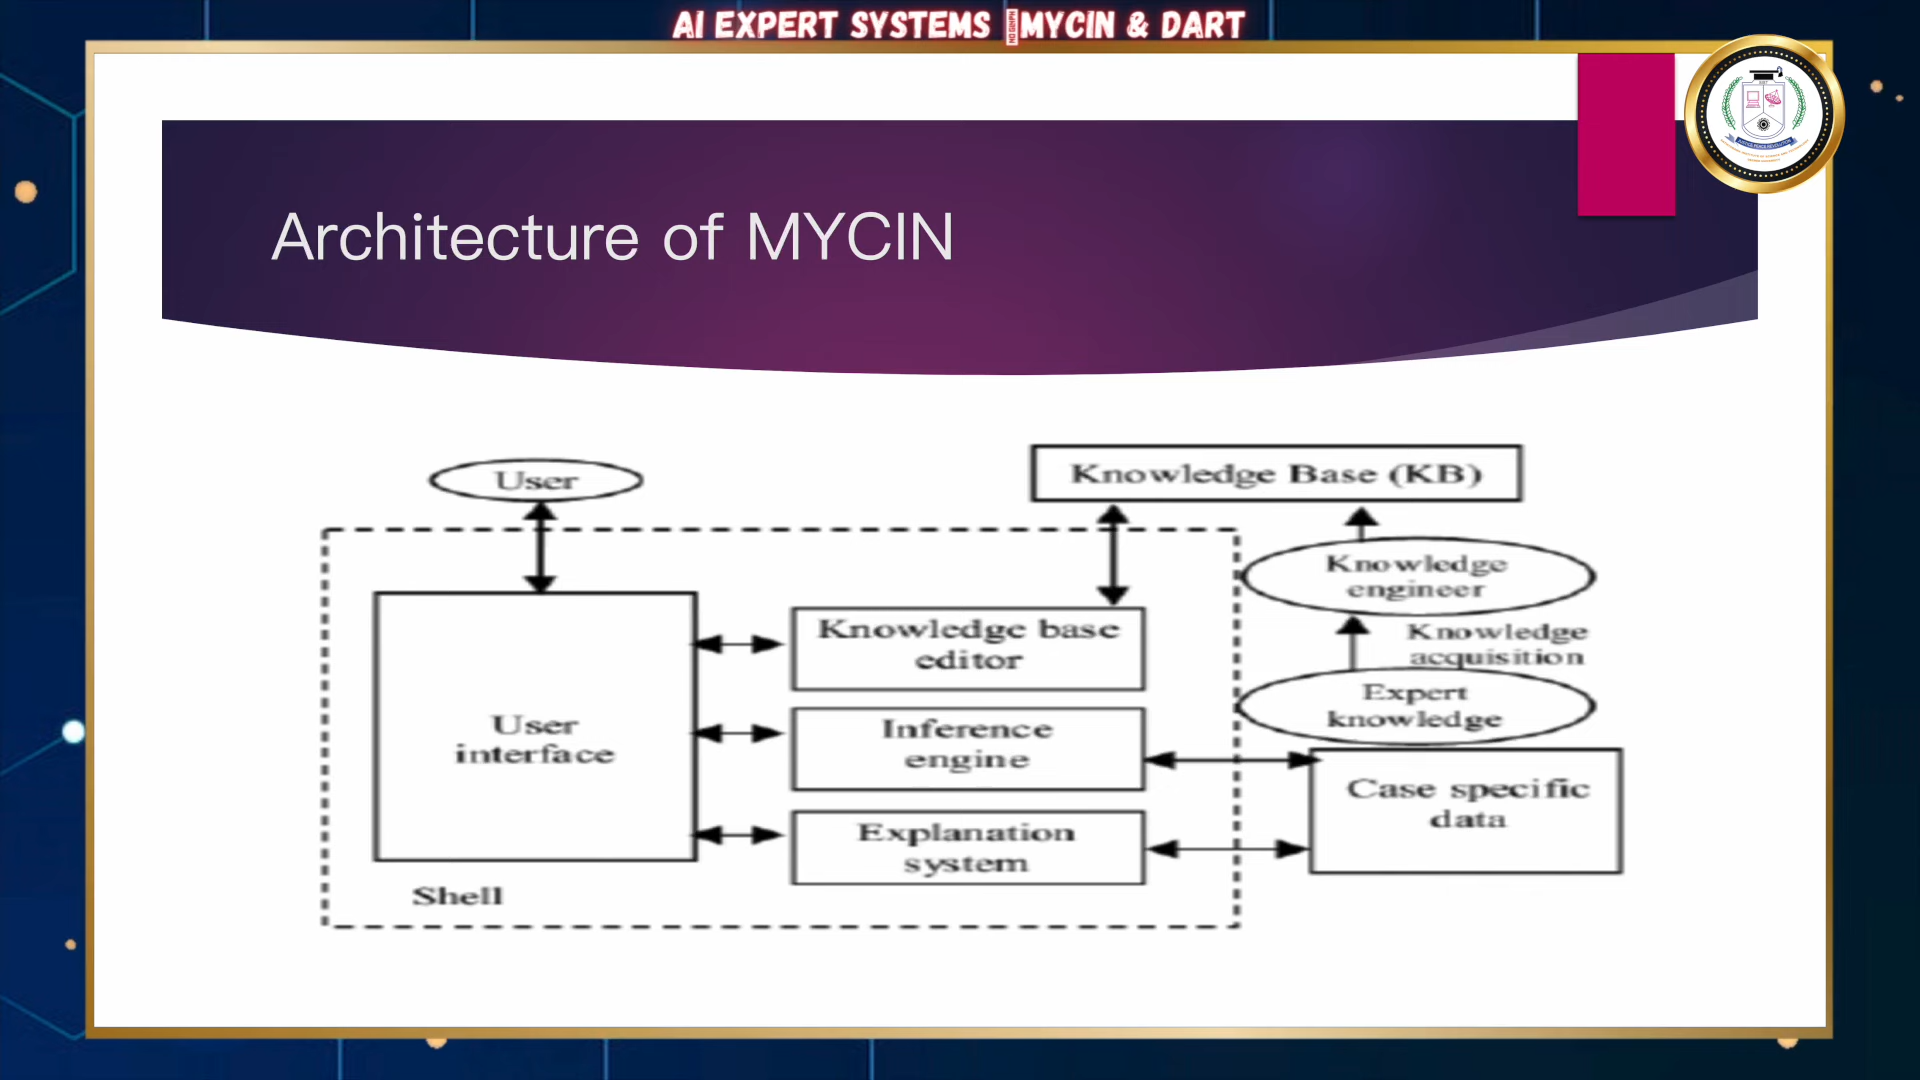 AI EXPERT SYSTEMS MYCIN & DART
Architecture of MYCIN
User
Knowledge Base (KB)
Knowledge
engineer
Knowledge base
editor
Knowledge
acquisition
Expert
knowledge
User
interface
Inference
engine
Case specific
data
Explanation
system
Shell